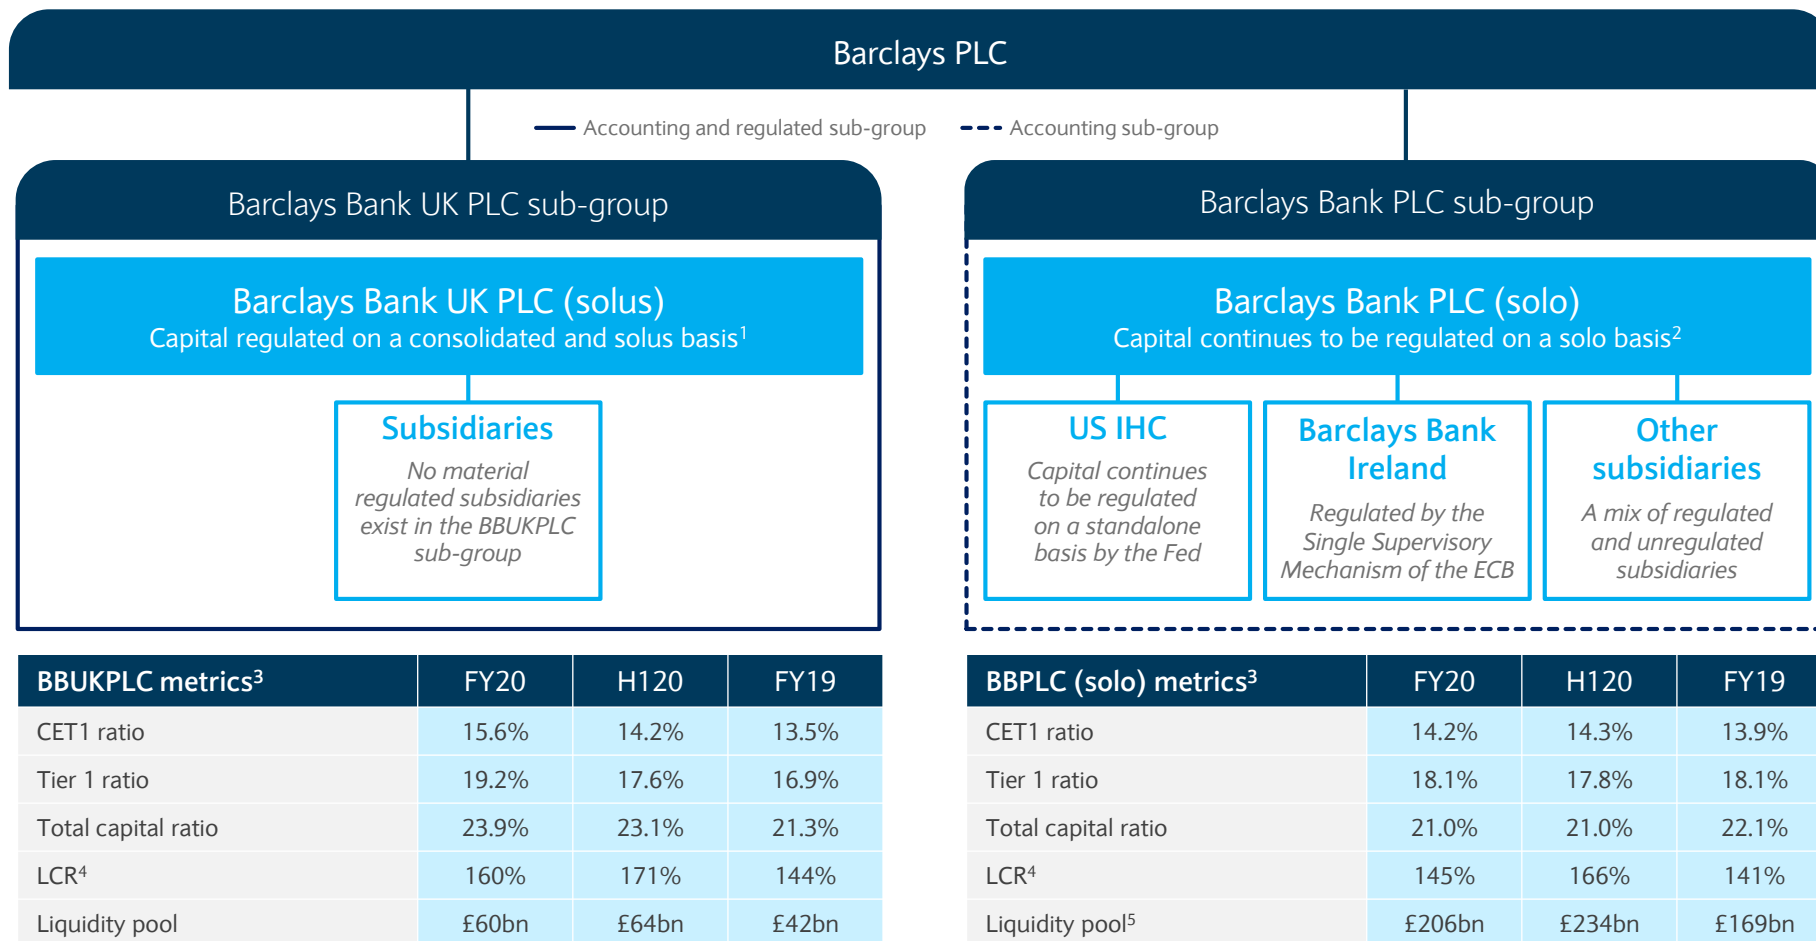 Barclays PLC
Accounting and regulated sub-group
Accounting sub-group
Barclays Bank UK PLC sub-group
Barclays Bank UK PLC (solus)
Capital regulated on a consolidated and solus basis¹
Subsidiaries
No material
regulated subsidiaries
exist in the BBUKPLC
sub-group
Barclays Bank PLC sub-group
Barclays Bank PLC (solo)
Capital continues to be regulated on a solo basis²
US IHC
Capital continues
to be regulated
on a standalone
basis by the Fed
Barclays Bank
Ireland
Regulated by the
Single Supervisory
Mechanism of the ECB
Other
subsidiaries
A mix of regulated
and unregulated
subsidiaries
BBUKPLC metrics³ FY20 H120 FY19
CET1 ratio 15.6% 14.2% 13.5%
Tier 1 ratio 19.2% 17.6% 16.9%
Total capital ratio 23.9% 23.1% 21.3%
LCR⁴ 160% 171% 144%
Liquidity pool £60bn £64bn £42bn
BBPLC (solo) metrics³ FY20 H120 FY19
CET1 ratio 14.2% 14.3% 13.9%
Tier 1 ratio 18.1% 17.8% 18.1%
Total capital ratio 21.0% 21.0% 22.1%
LCR⁴ 145% 166% 141%
Liquidity pool⁵ £206bn £234bn £169bn